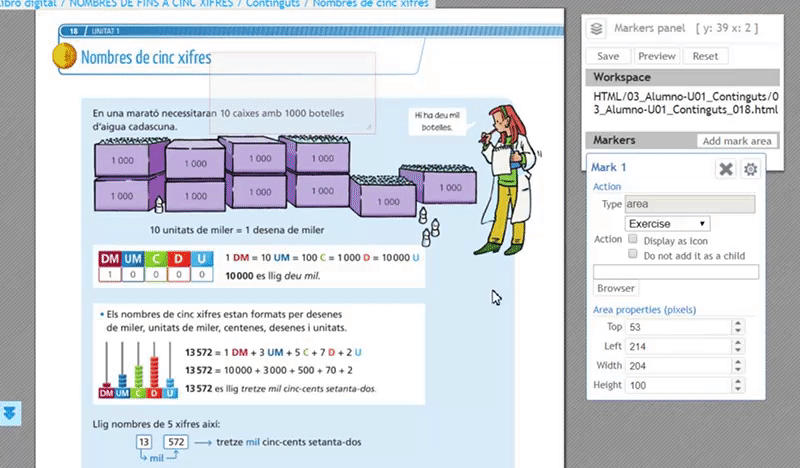 Libro digital / NOMBRES DE FINS A CINC XIFRES / Continguts / Nombres de cinc xifres
18 UNITAT 1
Nombres de cinc xifres
En una marató necessitaran 10 caixes amb 1000 botelles
d'aigua cadascuna.
Hi ha deu mil
botelles.
1 000 1 000 1 000 1 000
1 000 1 000 1 000 1 000 1 000 1 000
10 unitats de miler = 1 desena de miler
DM UM C D U
1 0 0 0 0
1 DM = 10 UM = 100 C = 1 000 D = 10 000 U
10 000 es llig deu mil.
• Els nombres de cinc xifres estan formats per desenes
de miler, unitats de miler, centenes, desenes i unitats.
DM UM C D U
13 572 = 1 DM + 3 UM + 5 C + 7 D + 2 U
13 572 = 10 000 + 3 000 + 500 + 70 + 2
13 572 es llig tretze mil cinc-cents setanta-dos.
Llig nombres de 5 xifres així:
13 572 → tretze mil cinc-cents setanta-dos
mil
Markers panel [ y: 39 x: 2 ]
Save Preview Reset
Workspace
HTML/03_Alumno-U01_Continguts/0
3_Alumno-U01_Continguts_018.html
Markers Add mark area
Mark 1
Action
Type area
Exercise
Action Display as icon
Do not add it as a child
Browser
Area properties (pixels)
Top 53
Left 214
Width 204
Height 100